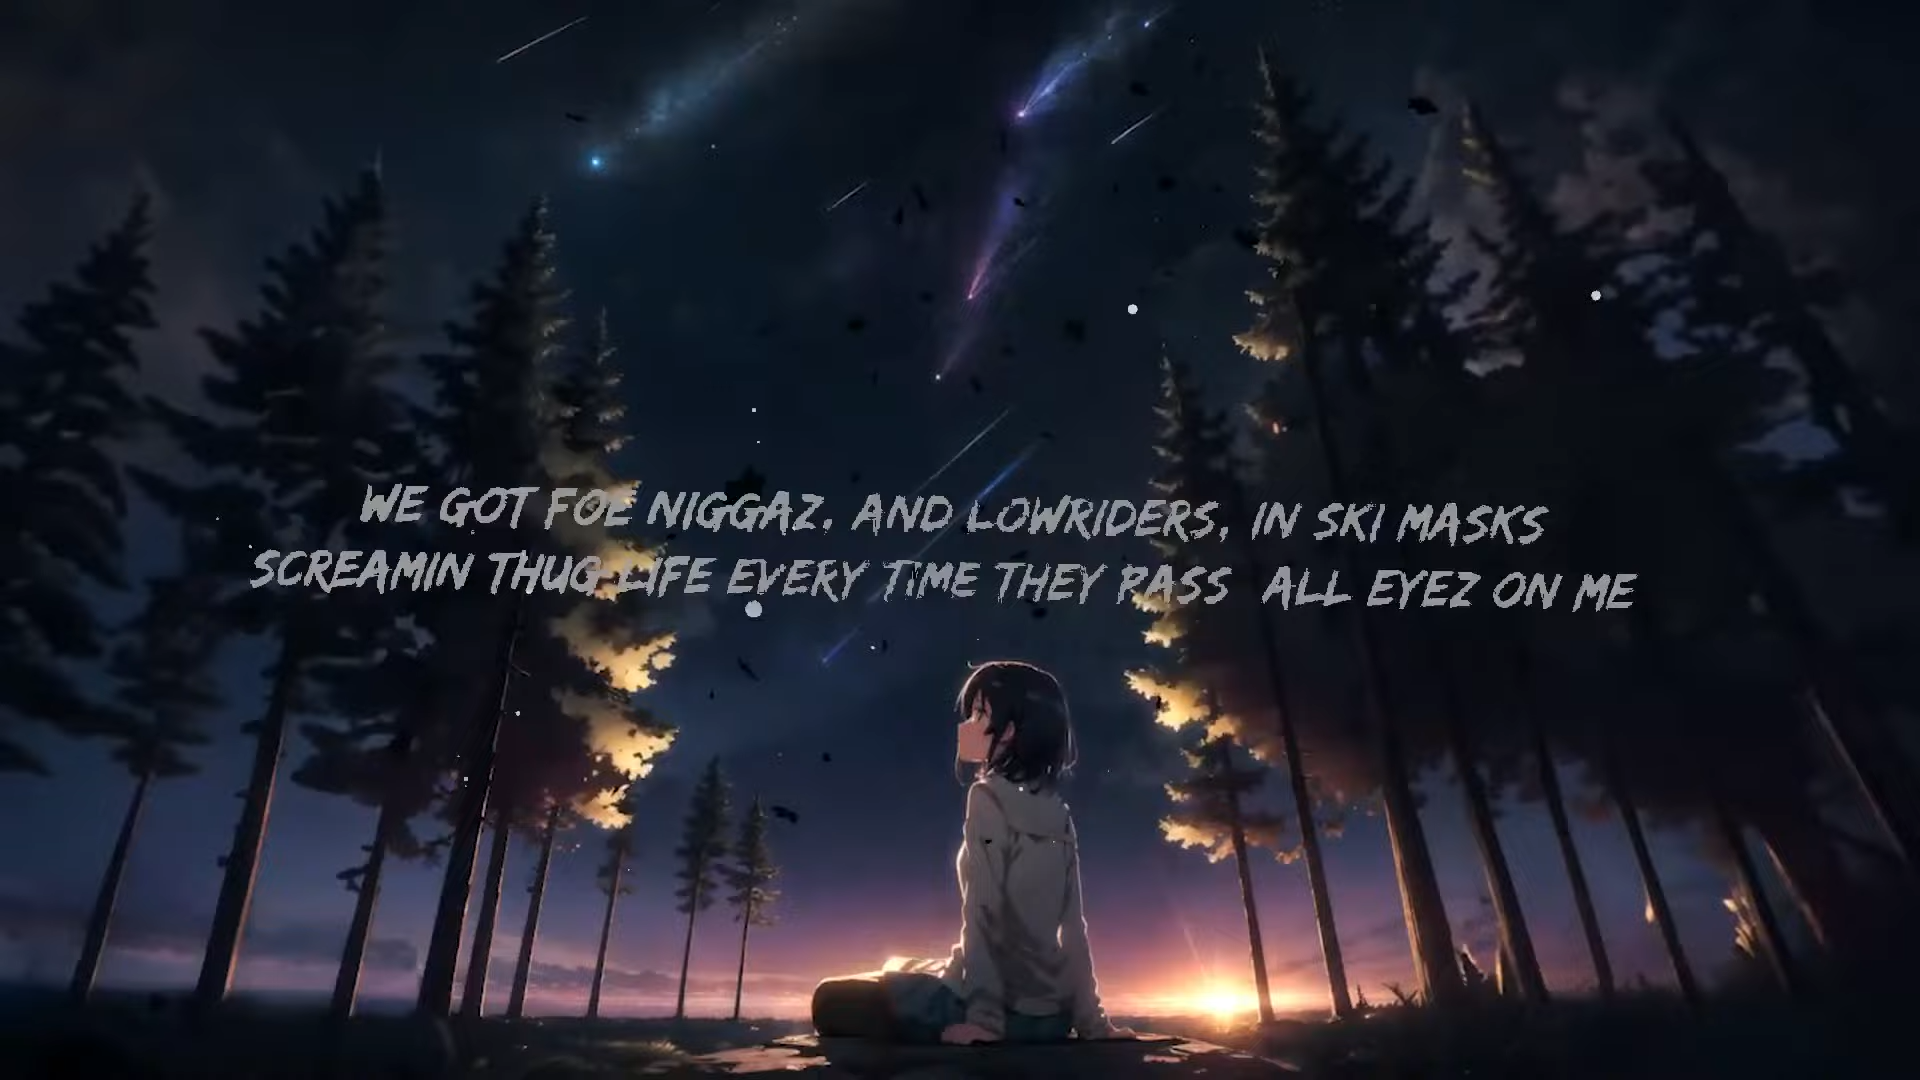 WE GOT FOE NIGGAZ, AND LOWRIDERS, IN SKI MASKS
SCREAMIN THUG LIFE EVERY TIME THEY PASS ALL EYEZ ON ME